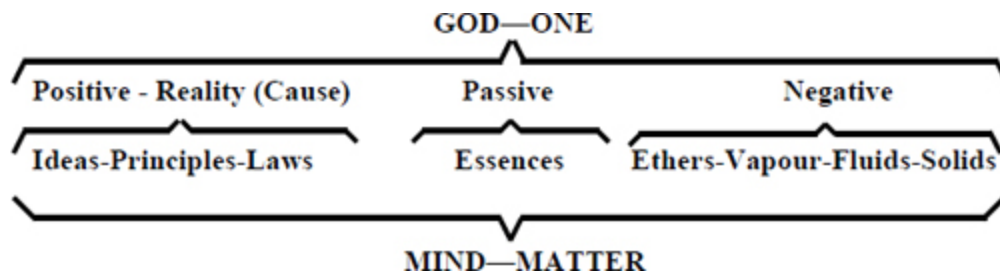 GOD—ONE
Positive - Reality (Cause) Passive Negative
Ideas-Principles-Laws Essences Ethers-Vapour-Fluids-Solids
MIND—MATTER